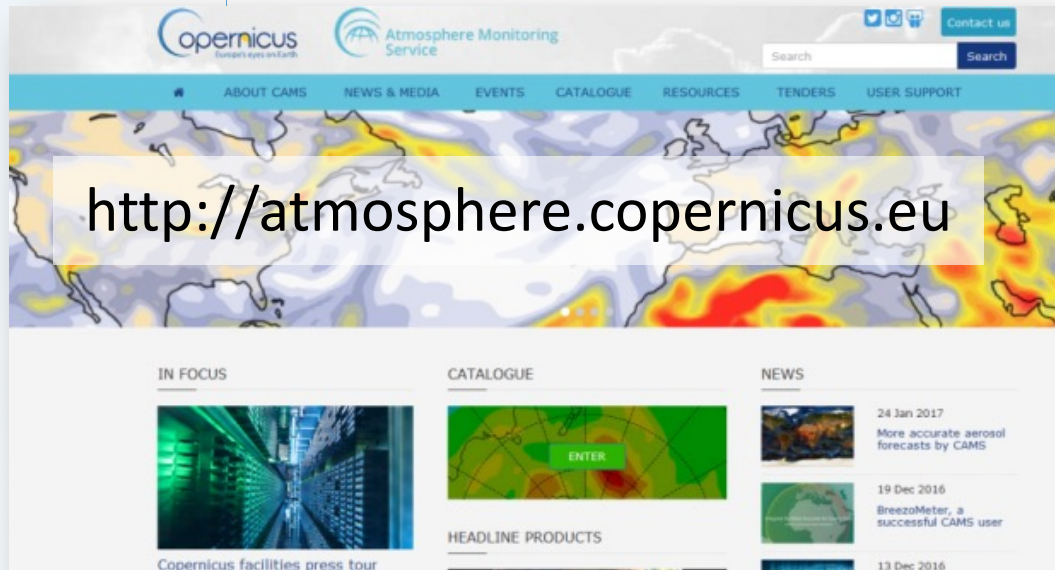 Copernicus
Europe's eyes on Earth
Atmosphere Monitoring
Service
Contact us
Search
Search
ABOUT CAMS
NEWS & MEDIA
EVENTS
CATALOGUE
RESOURCES
TENDERS
USER SUPPORT
http://atmosphere.copernicus.eu
IN FOCUS
Copernicus facilities press tour
CATALOGUE
ENTER
HEADLINE PRODUCTS
NEWS
24 Jan 2017
More accurate aerosol
forecasts by CAMS
19 Dec 2016
BreezoMeter, a
successful CAMS user
13 Dec 2016